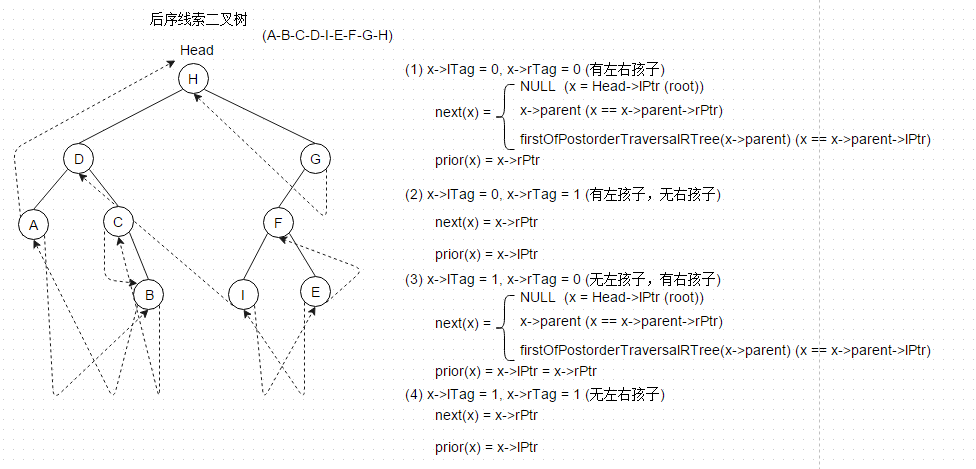 后序线索二叉树
(A-B-C-D-I-E-F-G-H)
Head
H
D
G
A
C
F
B
I
E
(1) x->lTag = 0, x->rTag = 0 (有左右孩子)
NULL (x = Head->lPtr (root))
next(x) =
x->parent (x == x->parent->rPtr)
firstOfPostorderTraversalRTree(x->parent) (x == x->parent->lPtr)
prior(x) = x->rPtr
(2) x->lTag = 0, x->rTag = 1 (有左孩子，无右孩子)
next(x) = x->rPtr
prior(x) = x->lPtr
(3) x->lTag = 1, x->rTag = 0 (无左孩子，有右孩子)
NULL (x = Head->lPtr (root))
next(x) =
x->parent (x == x->parent->rPtr)
firstOfPostorderTraversalRTree(x->parent) (x == x->parent->lPtr)
prior(x) = x->lPtr = x->rPtr
(4) x->lTag = 1, x->rTag = 1 (无左右孩子)
next(x) = x->rPtr
prior(x) = x->lPtr